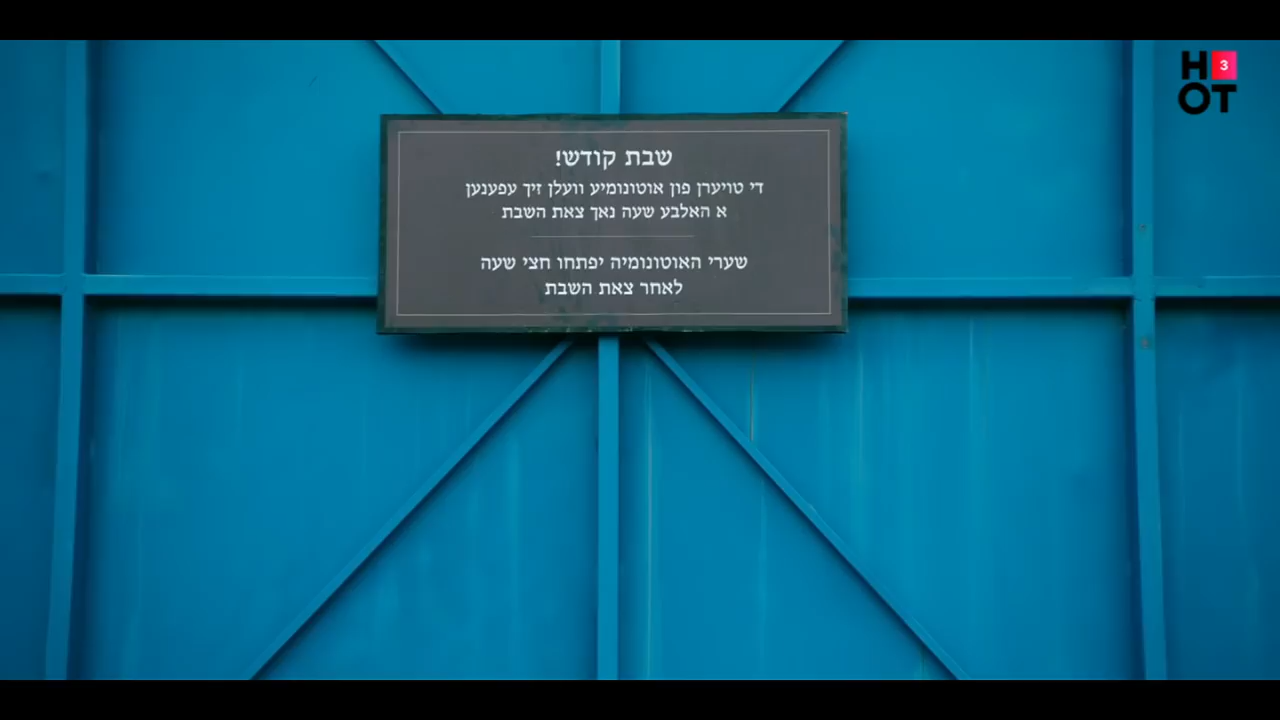 HOT 3
שבת קודש!
די טויערן פון אוטונומיע וועלן זיך עפענען
א האלבע שעה נאך צאת השבת
שערי האוטונומיה יפתחו חצי שעה
לאחר צאת השבת